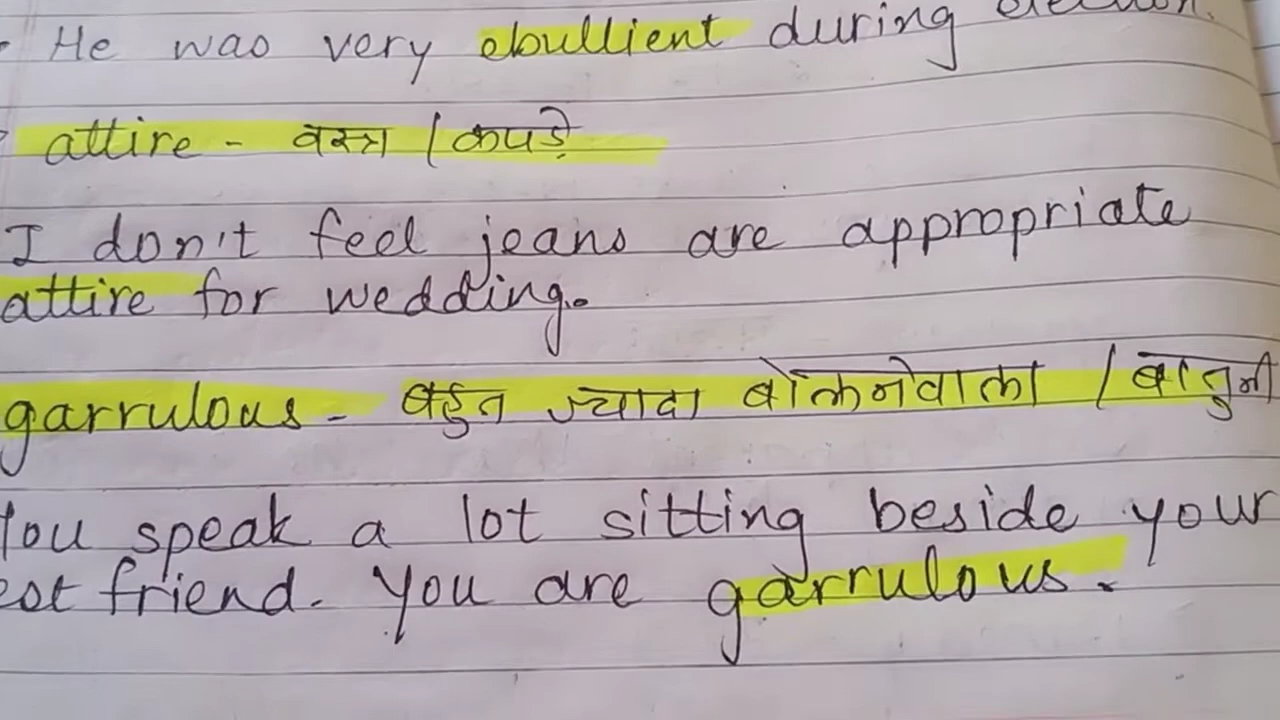 He was very ebullient during election.
attire - वस्त्र / कपड़े
I don't feel jeans are appropriate
attire for wedding.
garrulous - बहुत ज्यादा बोलनेवाला / बातुनी
You speak a lot sitting beside your
friend. You are garrulous.